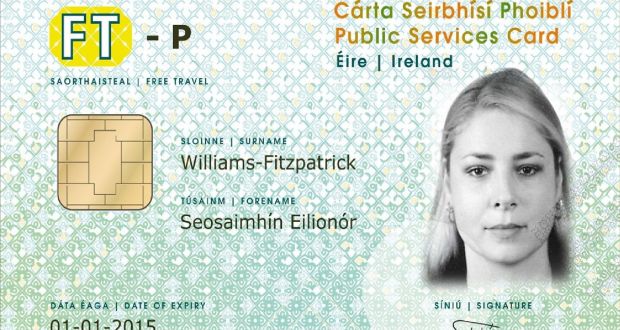 FT - P
SAORTHAISTEAL | FREE TRAVEL
Cárta Seirbhísí Phoiblí
Public Services Card
Éire | Ireland
SLOINNE | SURNAME
Williams-Fitzpatrick
TÚSAINM | FORENAME
Seosaimhín Eilionór
DÁTA ÉAGA | DATE OF EXPIRY
01-01-2015
SÍNIÚ | SIGNATURE